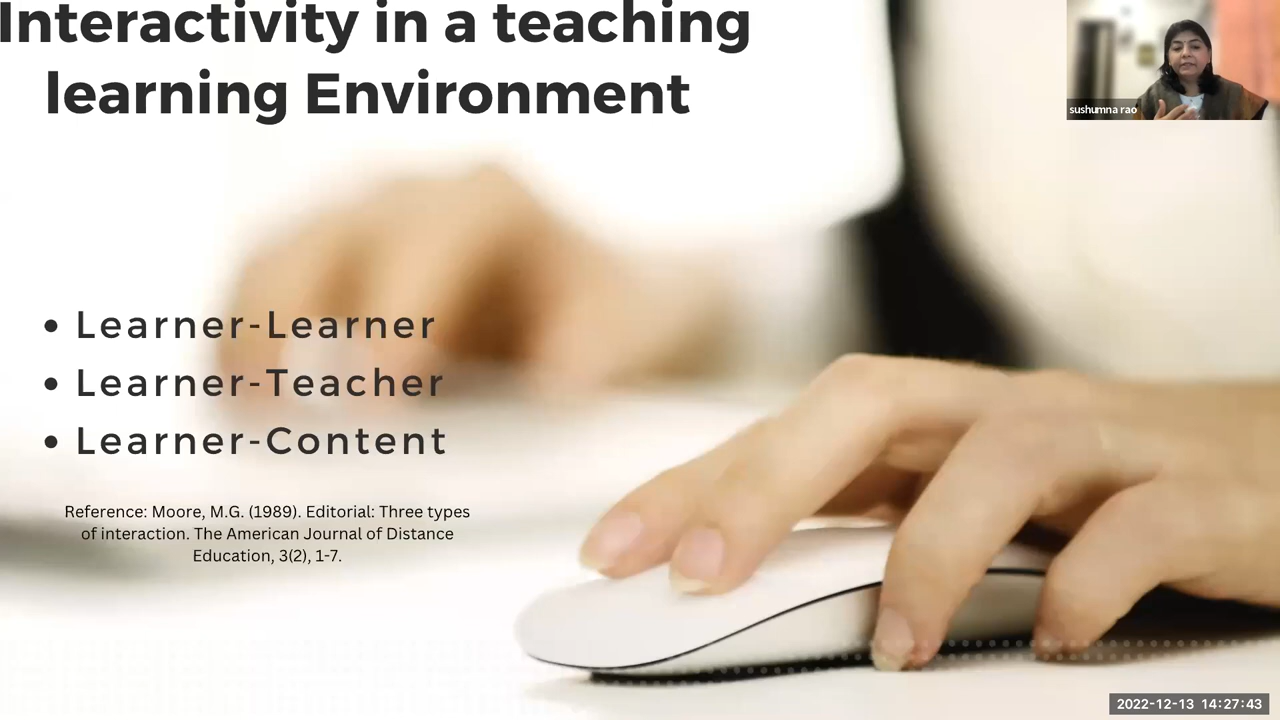 Interactivity in a teaching
learning Environment
sushumna rao
• Learner-Learner
• Learner-Teacher
• Learner-Content
Reference: Moore, M.G. (1989). Editorial: Three types
of interaction. The American Journal of Distance
Education, 3(2), 1-7.
2022-12-13 14:27:43